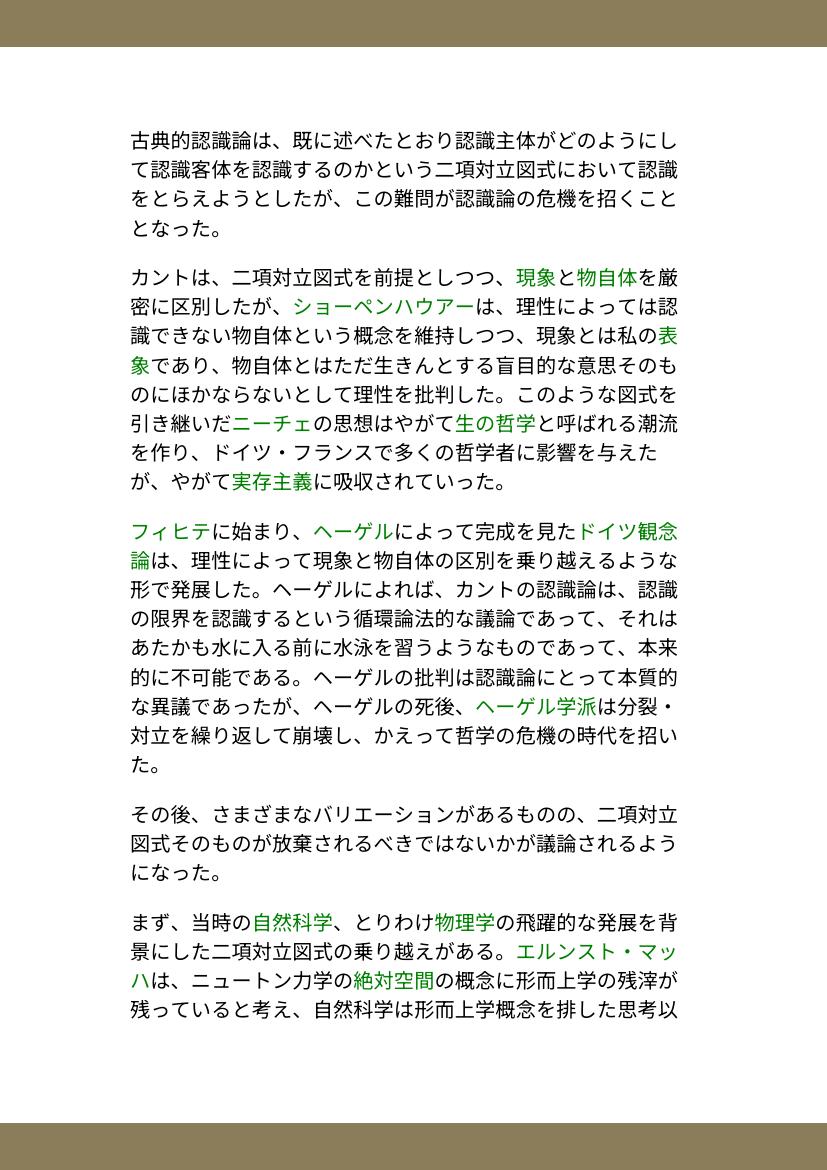 古典的認識論は、既に述べたとおり認識主体がどのようにし
て認識客体を認識するのかという二項対立図式において認識
をとらえようとしたが、この難問が認識論の危機を招くこと
となった。
カントは、二項対立図式を前提としつつ、現象と物自体を厳
密に区別したが、ショーペンハウアーは、理性によっては認
識できない物自体という概念を維持しつつ、現象とは私の表
象であり、物自体とはただ生きんとする盲目的な意思そのも
のにほかならないとして理性を批判した。このような図式を
引き継いだニーチェの思想はやがて生の哲学と呼ばれる潮流
を作り、ドイツ・フランスで多くの哲学者に影響を与えた
が、やがて実存主義に吸収されていった。
フィヒテに始まり、ヘーゲルによって完成を見たドイツ観念
論は、理性によって現象と物自体の区別を乗り越えるような
形で発展した。ヘーゲルによれば、カントの認識論は、認識
の限界を認識するという循環論法的な議論であって、それは
あたかも水に入る前に水泳を習うようなものであって、本来
的に不可能である。ヘーゲルの批判は認識論にとって本質的
な異議であったが、ヘーゲルの死後、ヘーゲル学派は分裂・
対立を繰り返して崩壊し、かえって哲学の危機の時代を招い
た。
その後、さまざまなバリエーションがあるものの、二項対立
図式そのものが放棄されるべきではないかが議論されるよう
になった。
まず、当時の自然科学、とりわけ物理学の飛躍的な発展を背
景にした二項対立図式の乗り越えがある。エルンスト・マッ
ハは、ニュートン力学の絶対空間の概念に形而上学の残滓が
残っていると考え、自然科学は形而上学概念を排した思考以